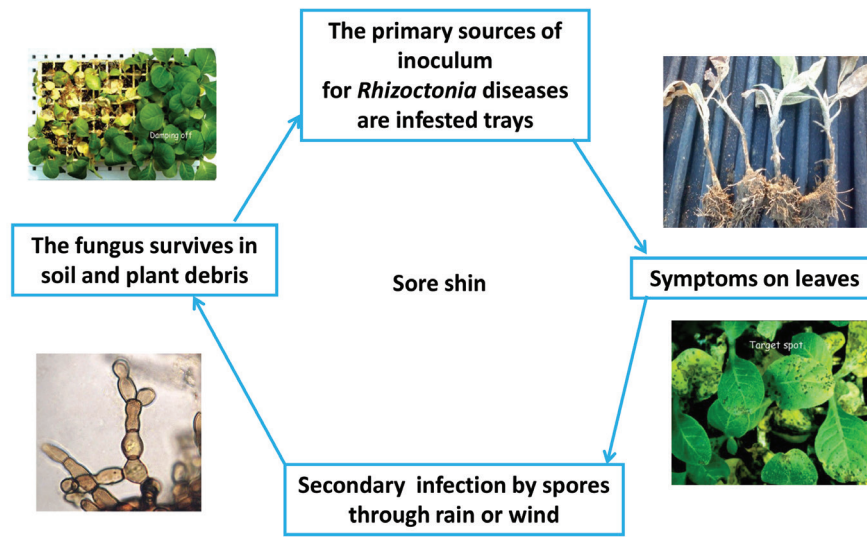 The primary sources of
inoculum
for Rhizoctonia diseases
are infested trays
Damping off
The fungus survives in
soil and plant debris
Sore shin
Symptoms on leaves
Target spot
Secondary infection by spores
through rain or wind